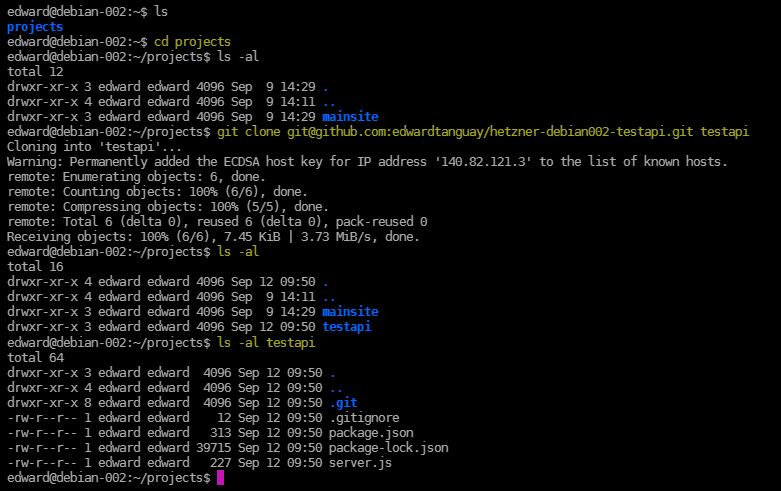 edward@debian-002:~$ ls
projects
edward@debian-002:~$ cd projects
edward@debian-002:~/projects$ ls -al
total 12
drwxr-xr-x 3 edward edward 4096 Sep  9 14:29 .
drwxr-xr-x 4 edward edward 4096 Sep  9 14:11 ..
drwxr-xr-x 3 edward edward 4096 Sep  9 14:29 mainsite
edward@debian-002:~/projects$ git clone git@github.com:edwardtanguay/hetzner-debian002-testapi.git testapi
Cloning into 'testapi'...
Warning: Permanently added the ECDSA host key for IP address '140.82.121.3' to the list of known hosts.
remote: Enumerating objects: 6, done.
remote: Counting objects: 100% (6/6), done.
remote: Compressing objects: 100% (5/5), done.
remote: Total 6 (delta 0), reused 6 (delta 0), pack-reused 0
Receiving objects: 100% (6/6), 7.45 KiB | 3.73 MiB/s, done.
edward@debian-002:~/projects$ ls -al
total 16
drwxr-xr-x 4 edward edward 4096 Sep 12 09:50 .
drwxr-xr-x 4 edward edward 4096 Sep  9 14:11 ..
drwxr-xr-x 3 edward edward 4096 Sep  9 14:29 mainsite
drwxr-xr-x 3 edward edward 4096 Sep 12 09:50 testapi
edward@debian-002:~/projects$ ls -al testapi
total 64
drwxr-xr-x 3 edward edward  4096 Sep 12 09:50 .
drwxr-xr-x 4 edward edward  4096 Sep 12 09:50 ..
drwxr-xr-x 8 edward edward  4096 Sep 12 09:50 .git
-rw-r--r-- 1 edward edward    12 Sep 12 09:50 .gitignore
-rw-r--r-- 1 edward edward   313 Sep 12 09:50 package.json
-rw-r--r-- 1 edward edward 39715 Sep 12 09:50 package-lock.json
-rw-r--r-- 1 edward edward   227 Sep 12 09:50 server.js
edward@debian-002:~/projects$